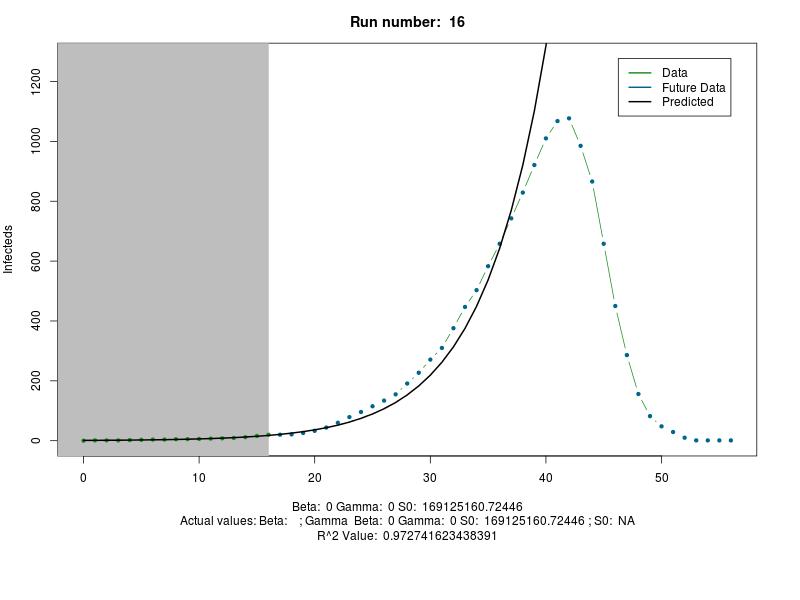 Run number: 16
Data
Future Data
Predicted
Infecteds
1200
1000
800
600
400
200
0
0 10 20 30 40 50
Beta: 0 Gamma: 0 S0: 169125160.72446
Actual values: Beta: ; Gamma Beta: 0 Gamma: 0 S0: 169125160.72446 ; S0: NA
R^2 Value: 0.972741623438391